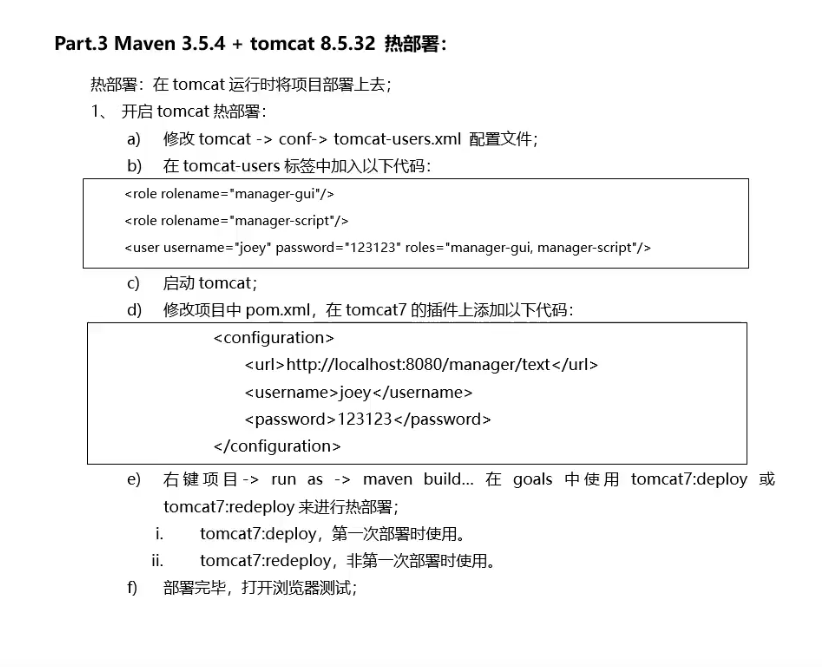 Part.3 Maven 3.5.4 + tomcat 8.5.32 热部署：
热部署：在 tomcat 运行时将项目部署上去；
1、 开启 tomcat 热部署：
a) 修改 tomcat -> conf-> tomcat-users.xml 配置文件；
b) 在 tomcat-users 标签中加入以下代码：
<role rolename="manager-gui"/>
<role rolename="manager-script"/>
<user username="joey" password="123123" roles="manager-gui, manager-script"/>
c) 启动 tomcat；
d) 修改项目中 pom.xml，在 tomcat7 的插件上添加以下代码：
<configuration>
<url>http://localhost:8080/manager/text</url>
<username>joey</username>
<password>123123</password>
</configuration>
e) 右键项目-> run as -> maven build... 在 goals 中使用 tomcat7:deploy 或
tomcat7:redeploy 来进行热部署；
i. tomcat7:deploy，第一次部署时使用。
ii. tomcat7:redeploy，非第一次部署时使用。
f) 部署完毕，打开浏览器测试；